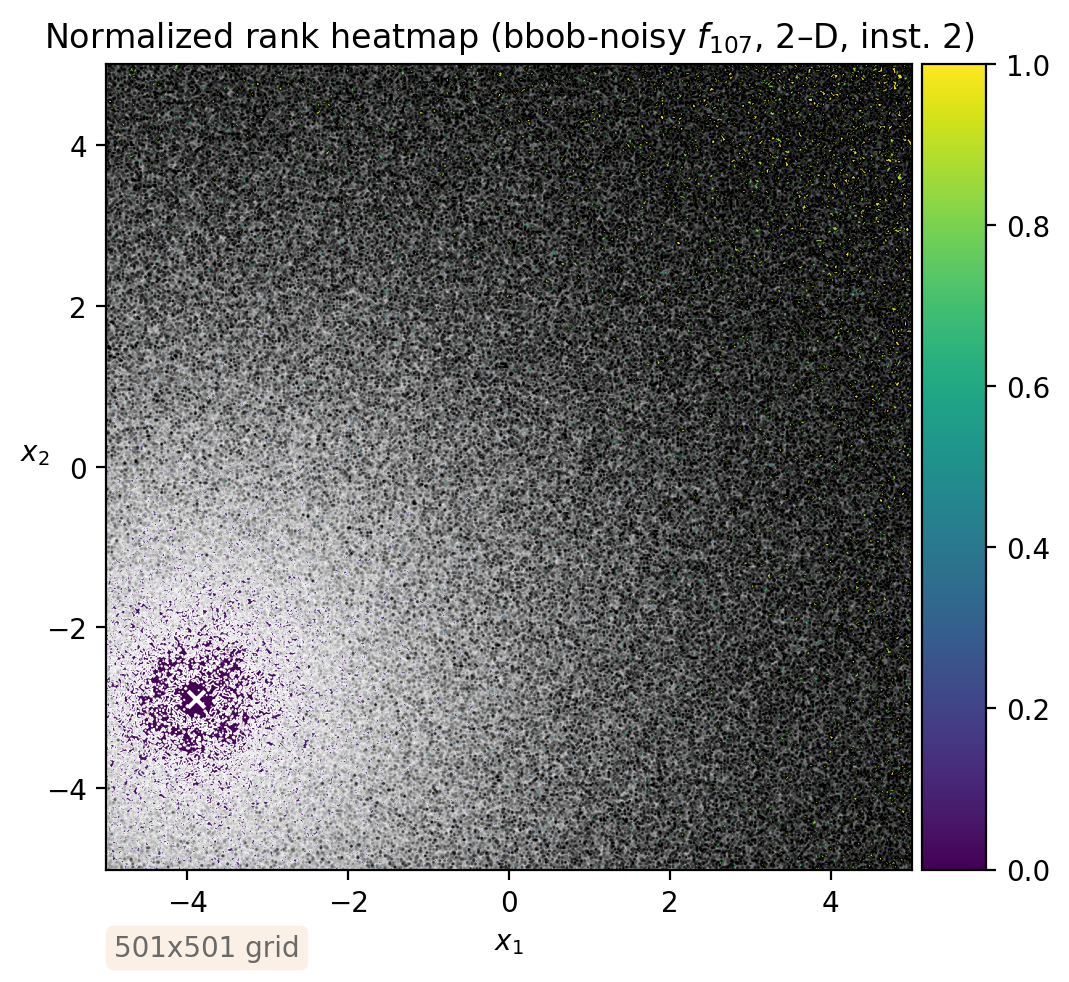 Normalized rank heatmap (bbob-noisy f107, 2–D, inst. 2)
1.0
0.8
0.6
0.4
0.2
0.0
4
2
0
−2
−4
x2
−4 −2 0 2 4
x1
501x501 grid